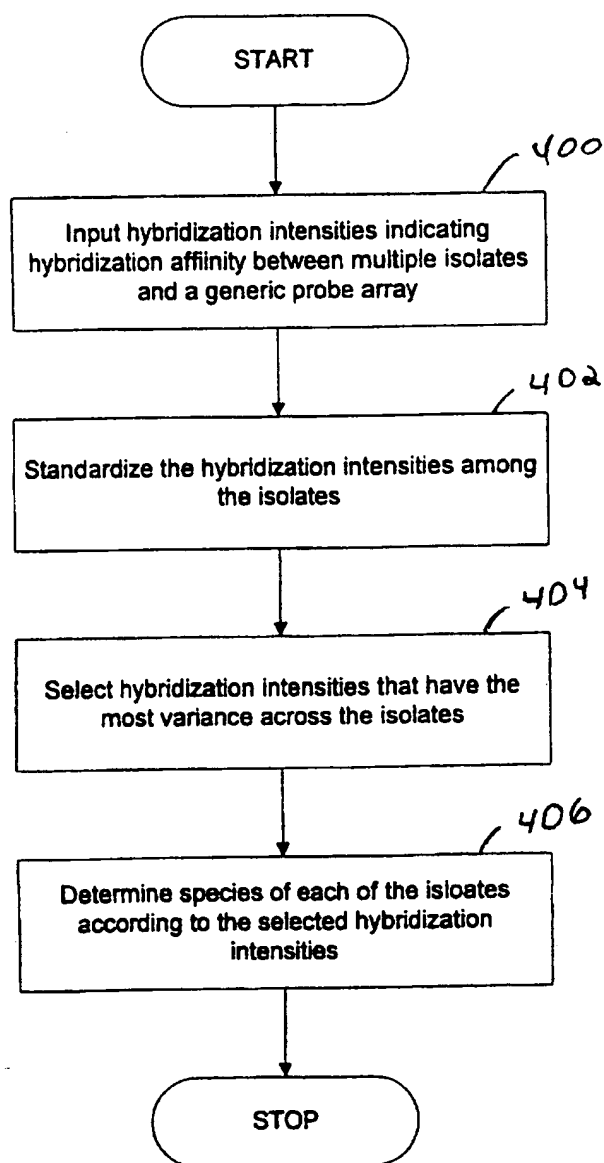 START
400
Input hybridization intensities indicating
hybridization affiinity between multiple isolates
and a generic probe array
402
Standardize the hybridization intensities among
the isolates
404
Select hybridization intensities that have the
most variance across the isolates
406
Determine species of each of the isloates
according to the selected hybridization
intensities
STOP